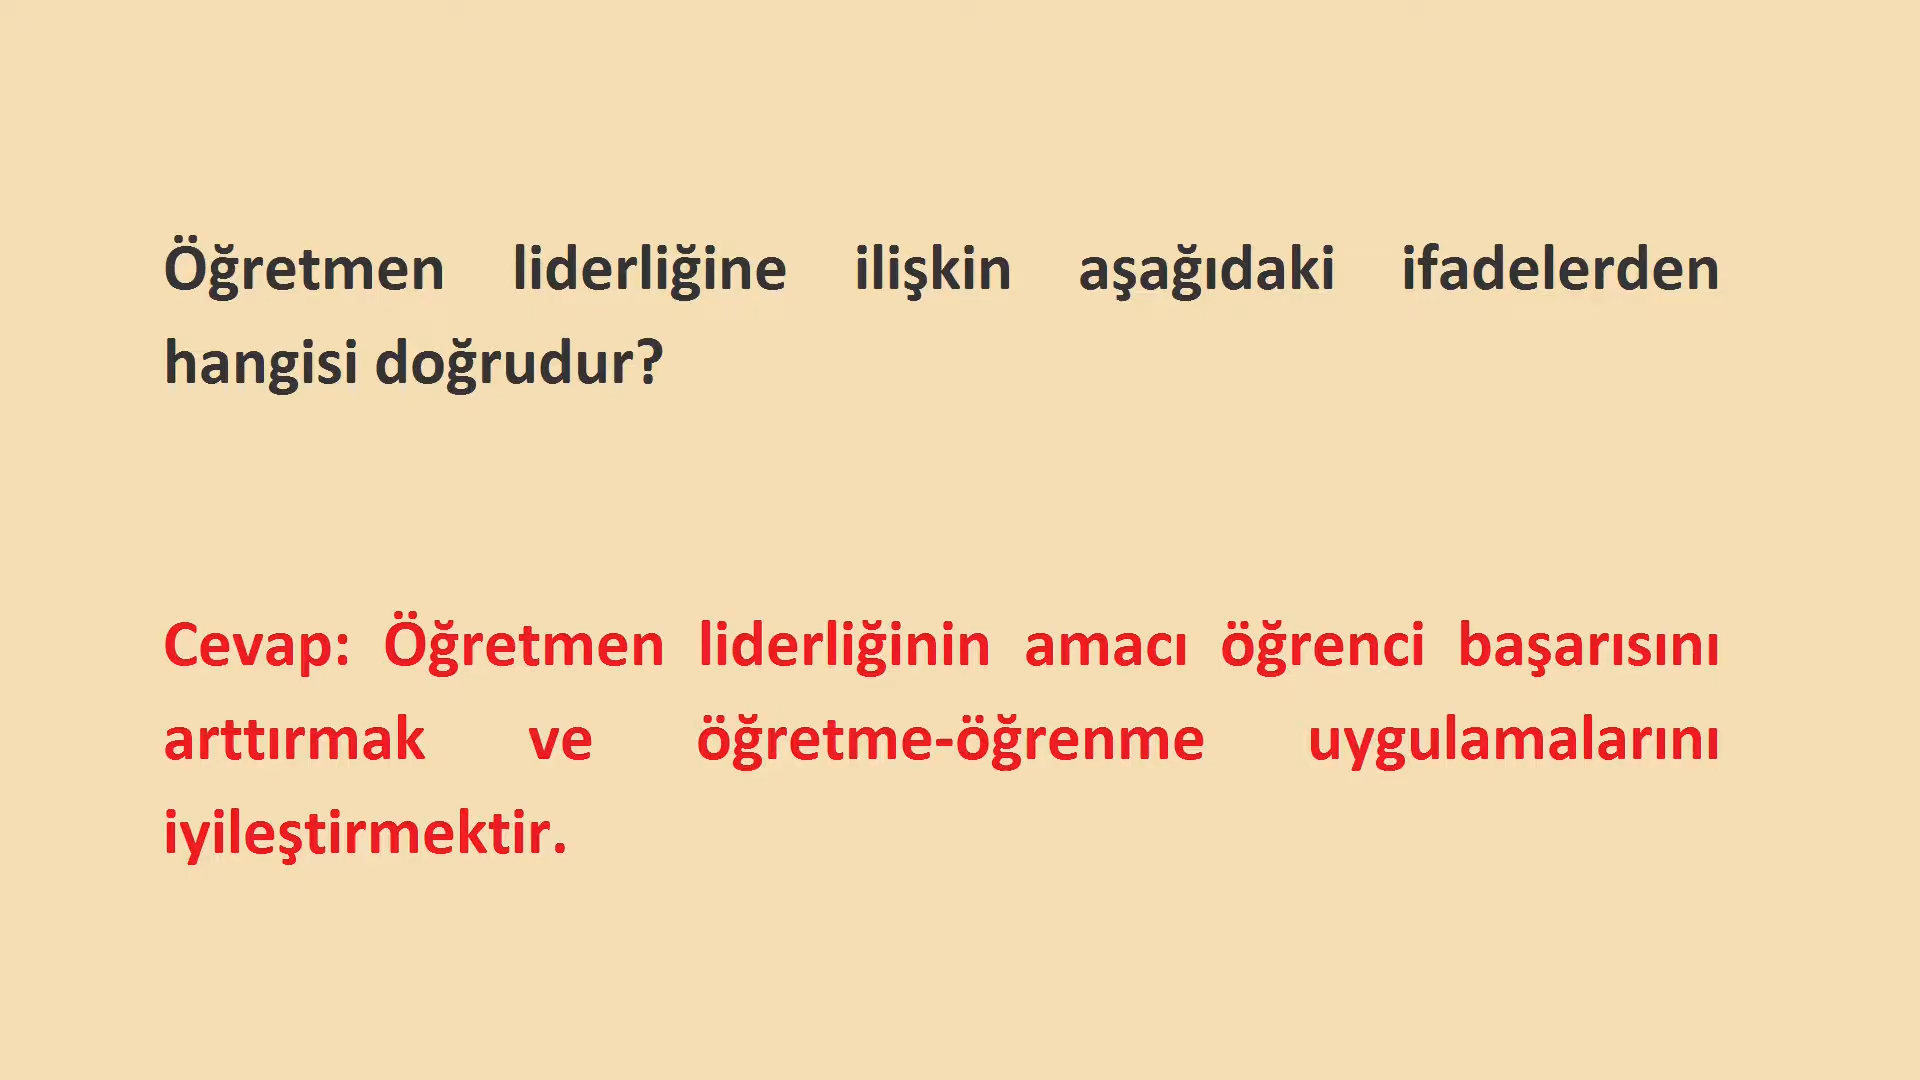 Öğretmen liderliğine ilişkin aşağıdaki ifadelerden
hangisi doğrudur?
Cevap: Öğretmen liderliğinin amacı öğrenci başarısını
arttırmak ve öğretme-öğrenme uygulamalarını
iyileştirmektir.